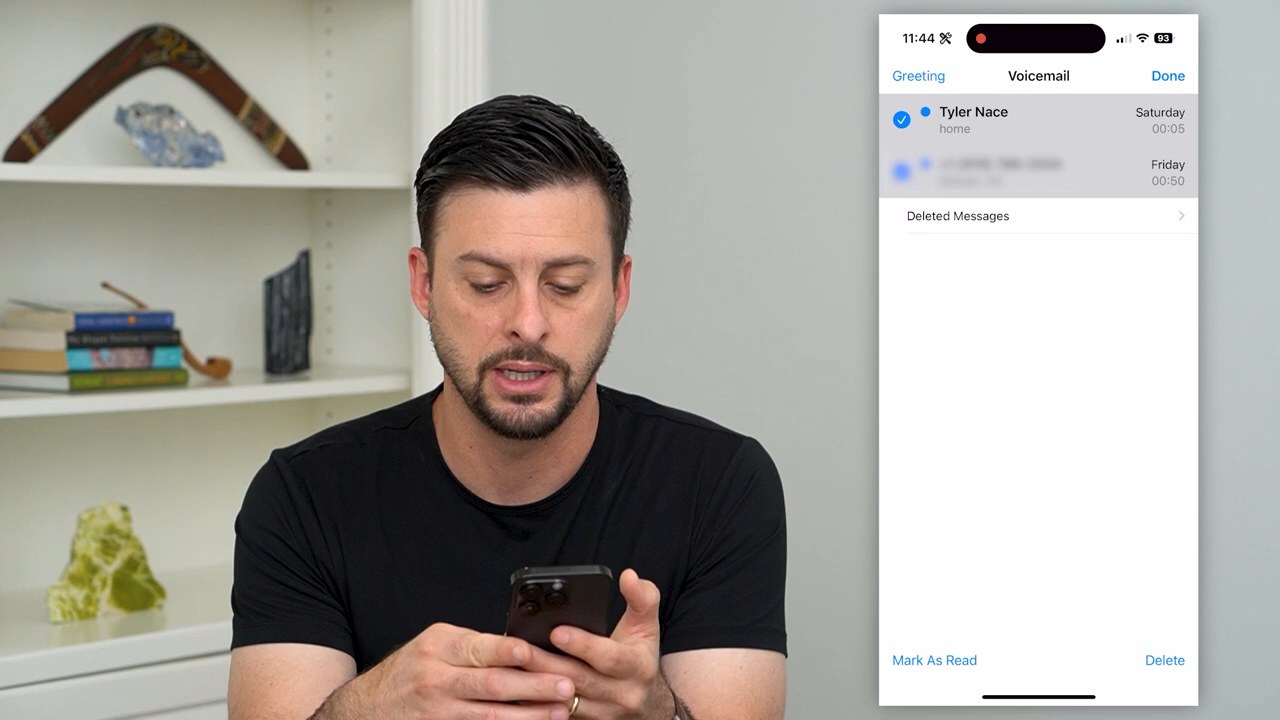 11:44
93
Greeting
Voicemail
Done
Tyler Nace
Saturday
home
00:05
Friday
00:50
Deleted Messages
Mark As Read
Delete